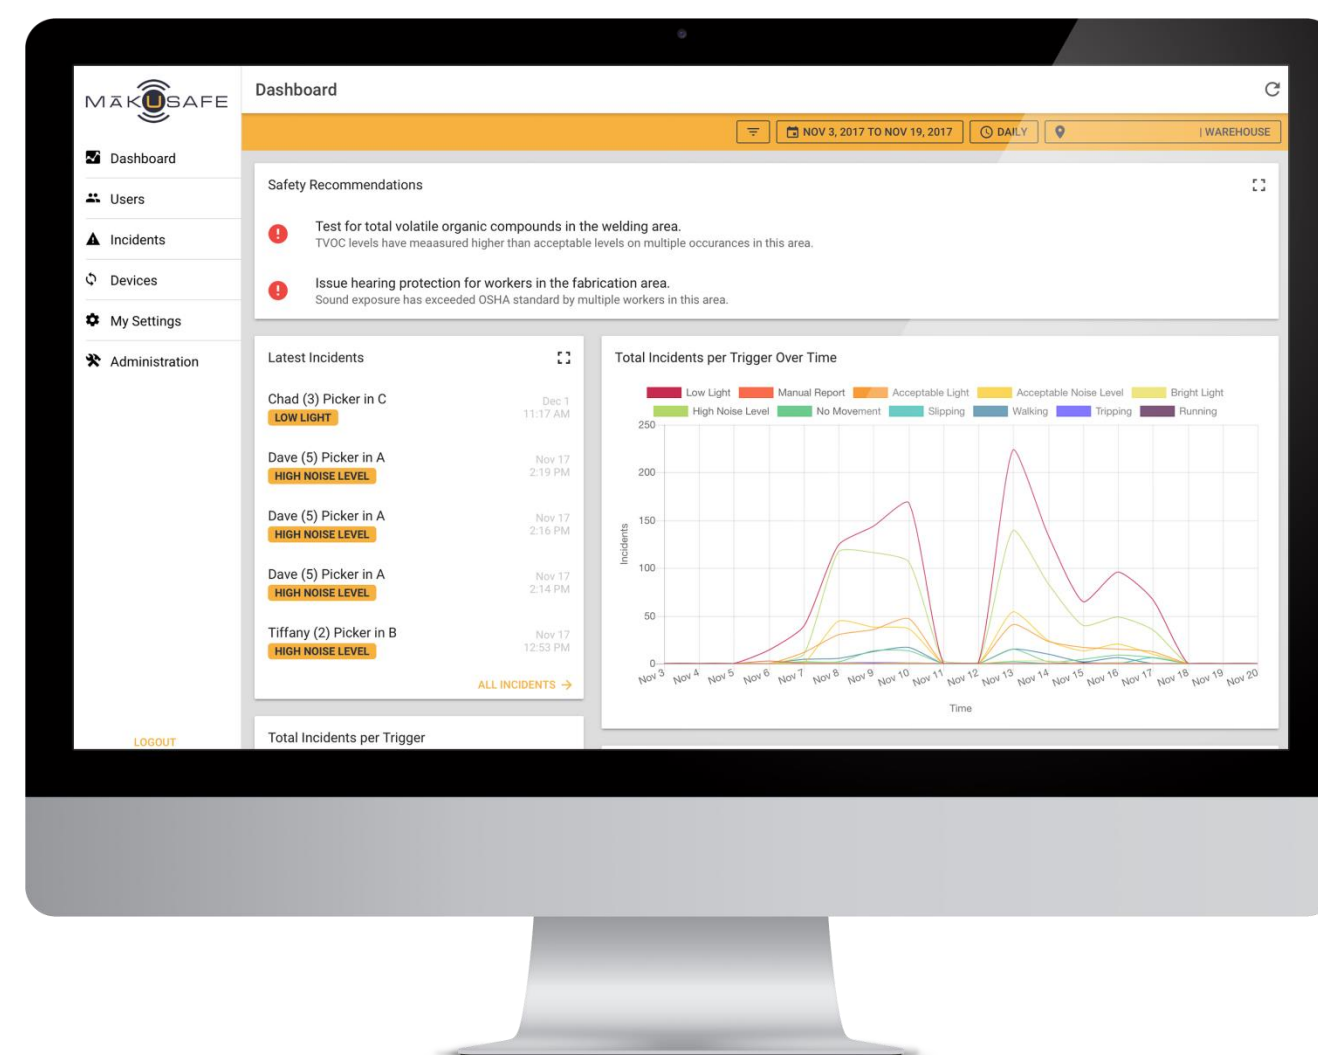 MĀKUSAFE
Dashboard
Users
Incidents
Devices
My Settings
Administration
LOGOUT
Dashboard
NOV 3, 2017 TO NOV 19, 2017
DAILY
| WAREHOUSE
Safety Recommendations
Test for total volatile organic compounds in the welding area.
TVOC levels have meaasured higher than acceptable levels on multiple occurances in this area.
Issue hearing protection for workers in the fabrication area.
Sound exposure has exceeded OSHA standard by multiple workers in this area.
Latest Incidents
Chad (3) Picker in C
Dec 1
LOW LIGHT
11:17 AM
Dave (5) Picker in A
Nov 17
HIGH NOISE LEVEL
2:19 PM
Dave (5) Picker in A
Nov 17
HIGH NOISE LEVEL
2:16 PM
Dave (5) Picker in A
Nov 17
HIGH NOISE LEVEL
2:14 PM
Tiffany (2) Picker in B
Nov 17
HIGH NOISE LEVEL
12:53 PM
ALL INCIDENTS
Total Incidents per Trigger
Total Incidents per Trigger Over Time
Low Light Manual Report Acceptable Light Acceptable Noise Level Bright Light
High Noise Level No Movement Slipping Walking Tripping Running
250
200
150
100
50
0
Incidents
Nov 3 Nov 4 Nov 5 Nov 6 Nov 7 Nov 8 Nov 9 Nov 10 Nov 11 Nov 12 Nov 13 Nov 14 Nov 15 Nov 16 Nov 17 Nov 18 Nov 19 Nov 20
Time